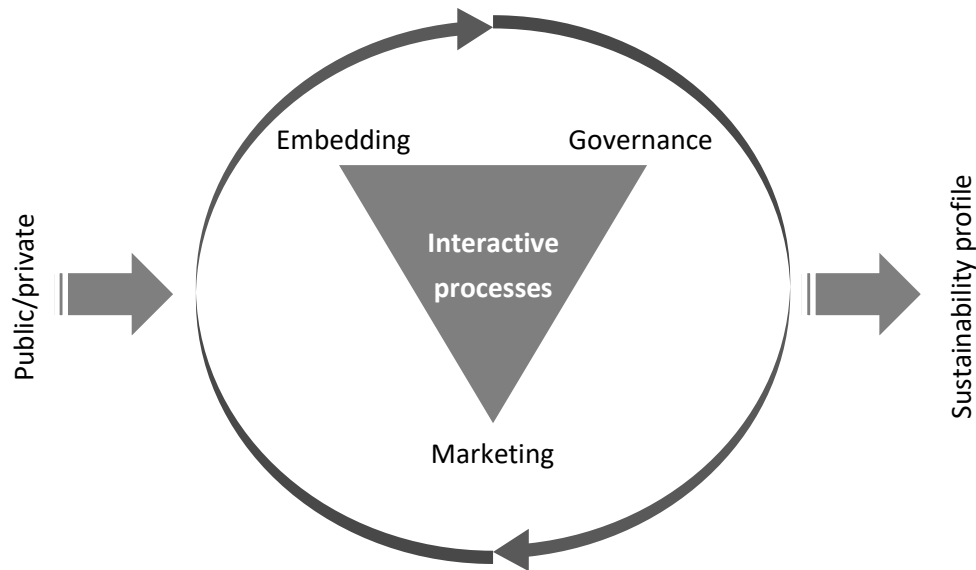 Embedding
Governance
Interactive
processes
Marketing
Public/private
Sustainability profile